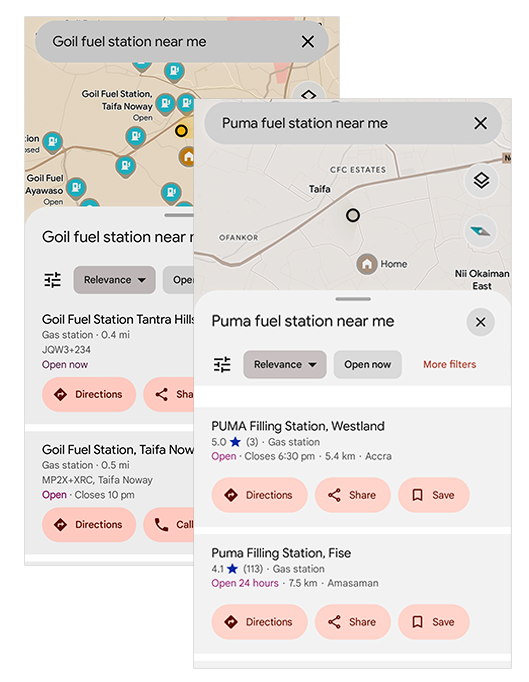 Goil fuel station near me
Goil Fuel Station,
Taifa Noway
Open
Goil Fuel
Ayawaso
Open
Goil fuel station near
Relevance
Gas station · 0.4 mi
Goil Fuel Station Tantra Hills
JQW3+234
Open now
Directions
Goil Fuel Station, Taifa
Gas station · 0.5 mi
MP2X+XRC, Taifa Noway
Open · Closes 10 pm
Directions
Call
Puma fuel station near me
CFC ESTATES
Taifa
OFANKOR
Home
Nii Okaiman
East
Puma fuel station near me
Relevance
Open now
More filters
PUMA Filling Station, Westland
5.0 ★ (3) · Gas station
Open · Closes 6:30 pm · 5.4 km · Accra
Directions
Share
Save
Puma Filling Station, Fise
4.1 ★ (113) · Gas station
Open 24 hours · 7.5 km · Amasaman
Directions
Share
Save